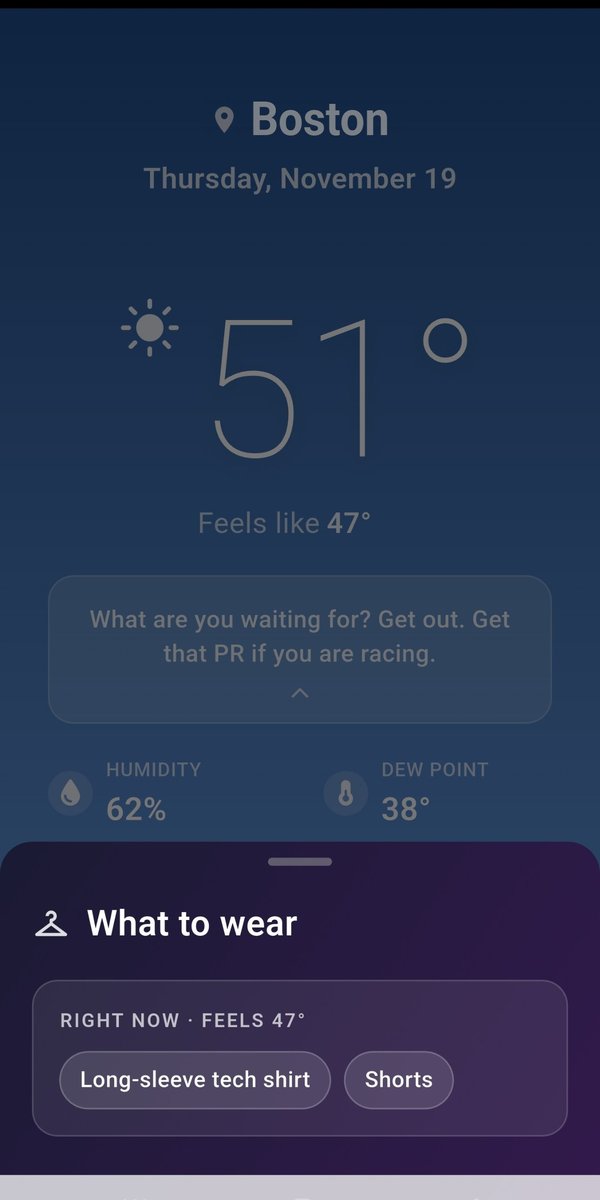 Boston
Thursday, November 19
51°
Feels like 47°
What are you waiting for? Get out. Get
that PR if you are racing.
HUMIDITY
62%
DEW POINT
38°
What to wear
RIGHT NOW · FEELS 47°
Long-sleeve tech shirt
Shorts